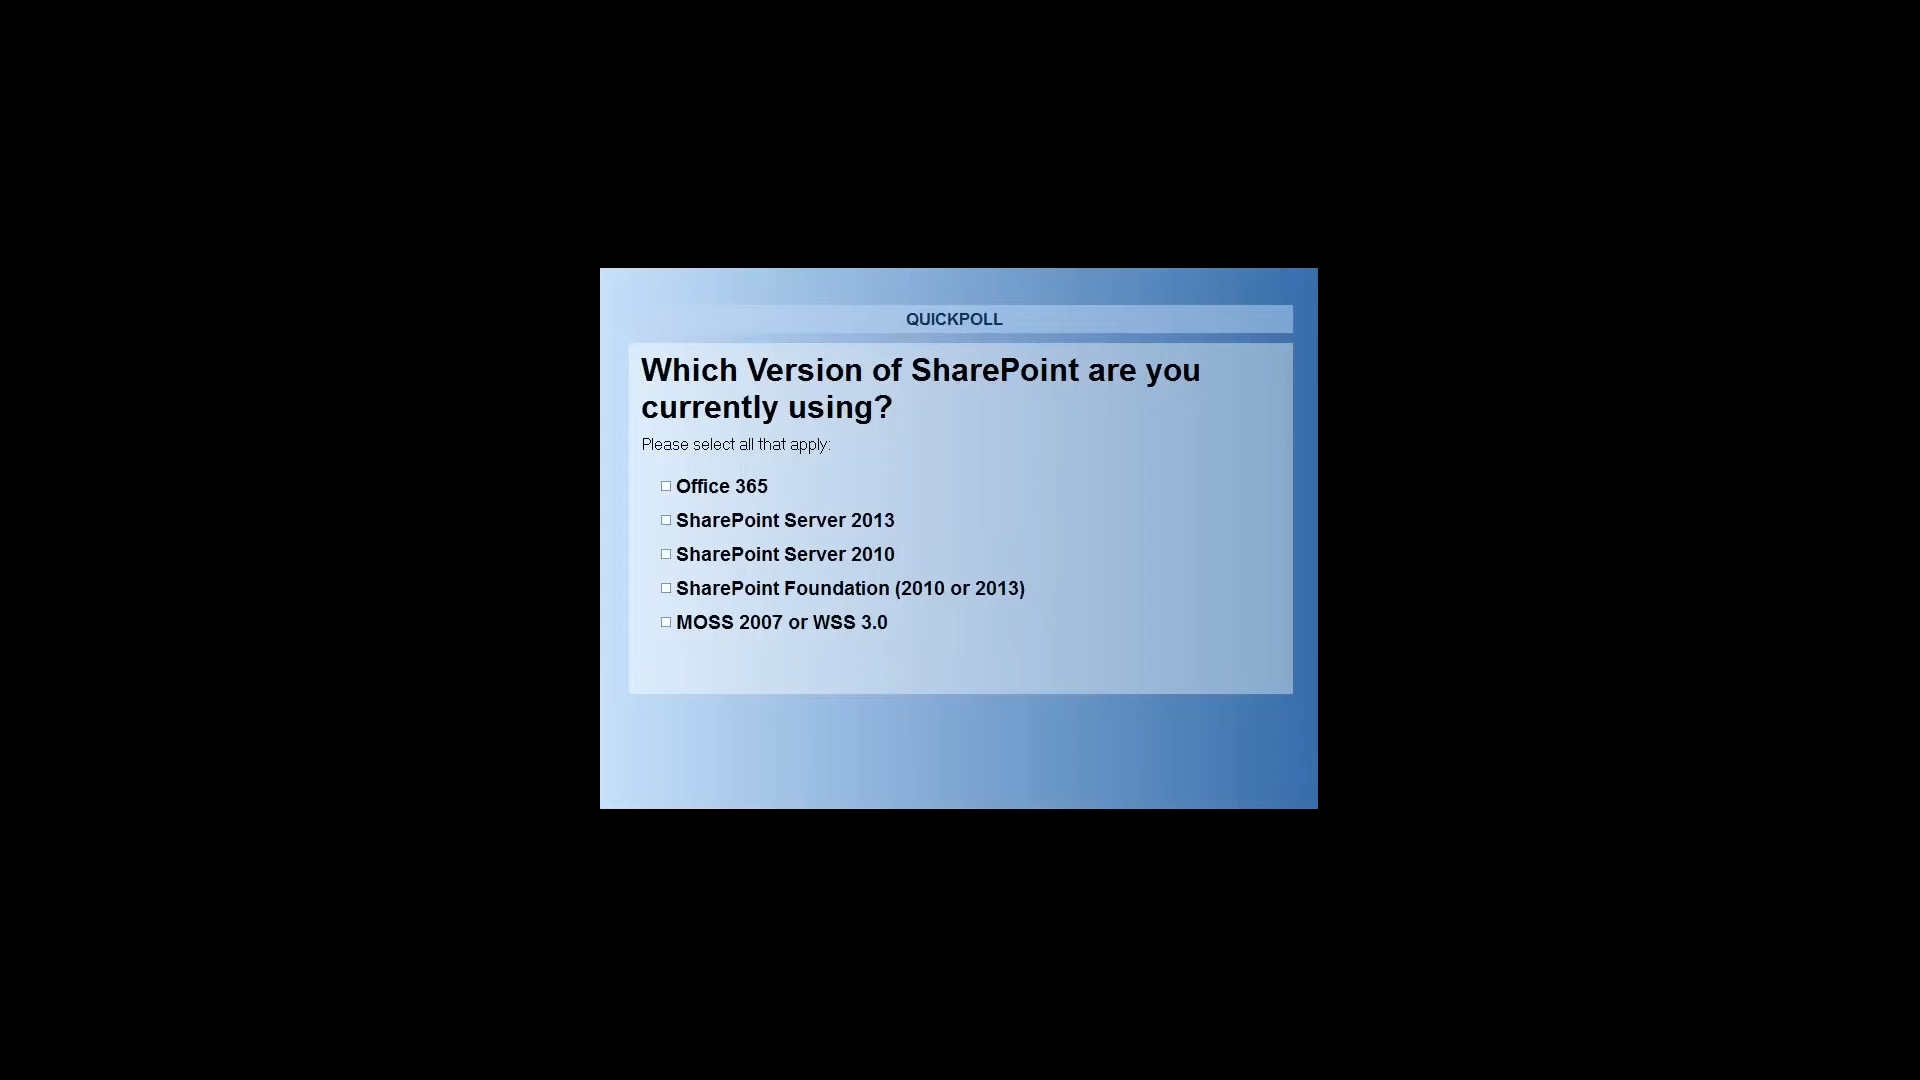 QUICKPOLL
Which Version of SharePoint are you
currently using?
Please select all that apply:
Office 365
SharePoint Server 2013
SharePoint Server 2010
SharePoint Foundation (2010 or 2013)
MOSS 2007 or WSS 3.0